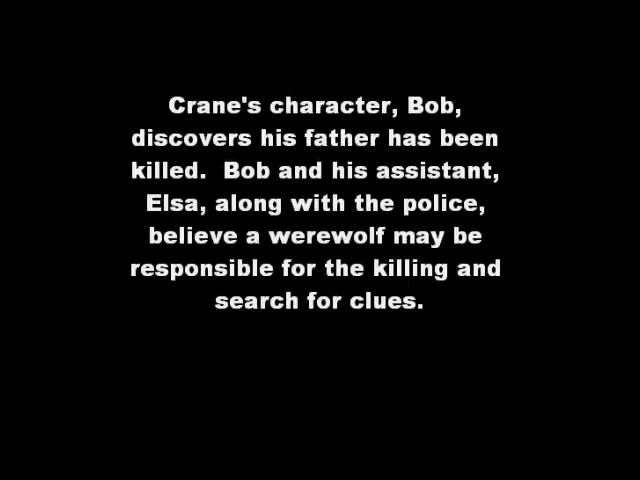 Crane's character, Bob,
discovers his father has been
killed.  Bob and his assistant,
Elsa, along with the police,
believe a werewolf may be
responsible for the killing and
search for clues.